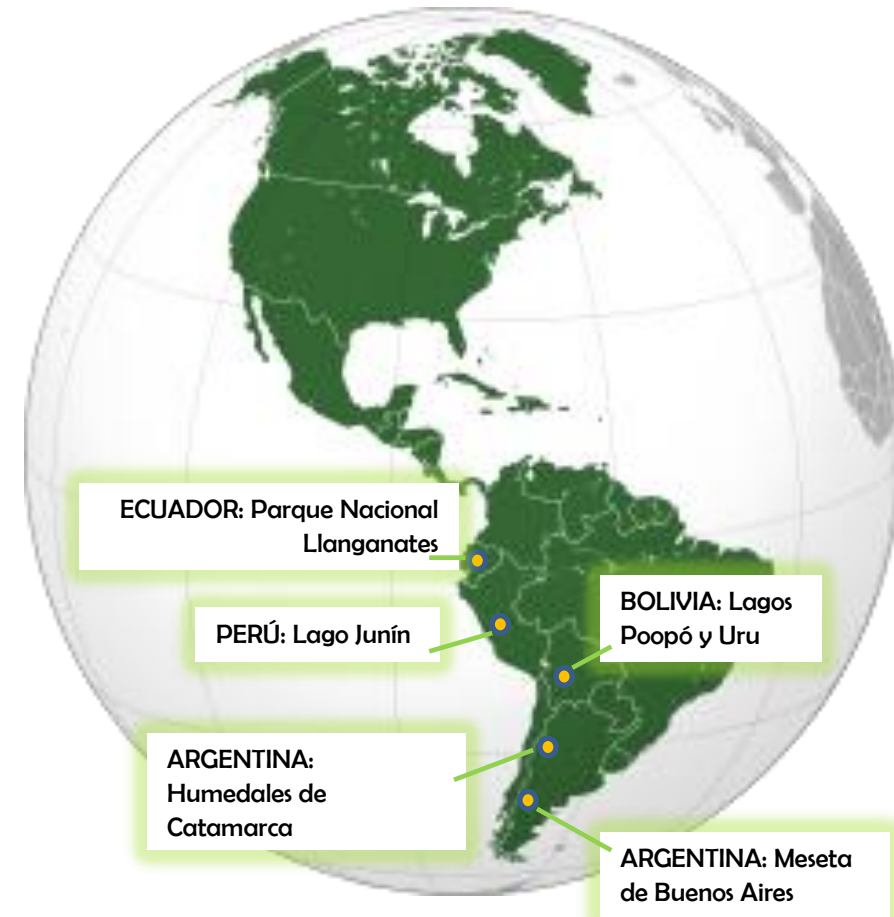 ECUADOR: Parque Nacional
Llanganates
PERÚ: Lago Junín
BOLIVIA: Lagos
Poopó y Uru
ARGENTINA:
Humedales de
Catamarca
ARGENTINA: Meseta
de Buenos Aires